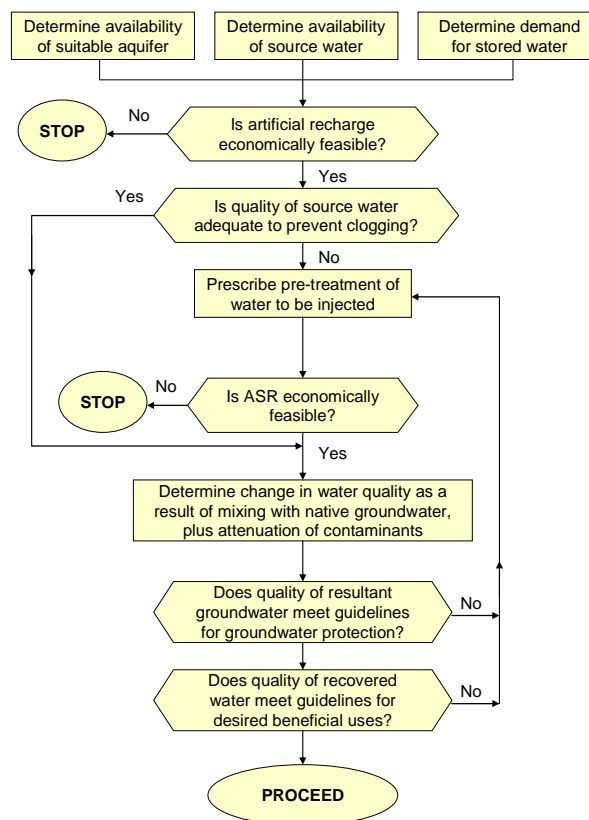 Determine availability
of suitable aquifer
Determine availability
of source water
Determine demand
for stored water
No
STOP
Is artificial recharge
economically feasible?
Yes
Yes
Is quality of source water
adequate to prevent clogging?
No
Prescribe pre-treatment of
water to be injected
No
STOP
Is ASR economically
feasible?
Yes
Determine change in water quality as a
result of mixing with native groundwater,
plus attenuation of contaminants
Does quality of resultant
groundwater meet guidelines
for groundwater protection?
No
Does quality of recovered
water meet guidelines for
desired beneficial uses?
No
PROCEED